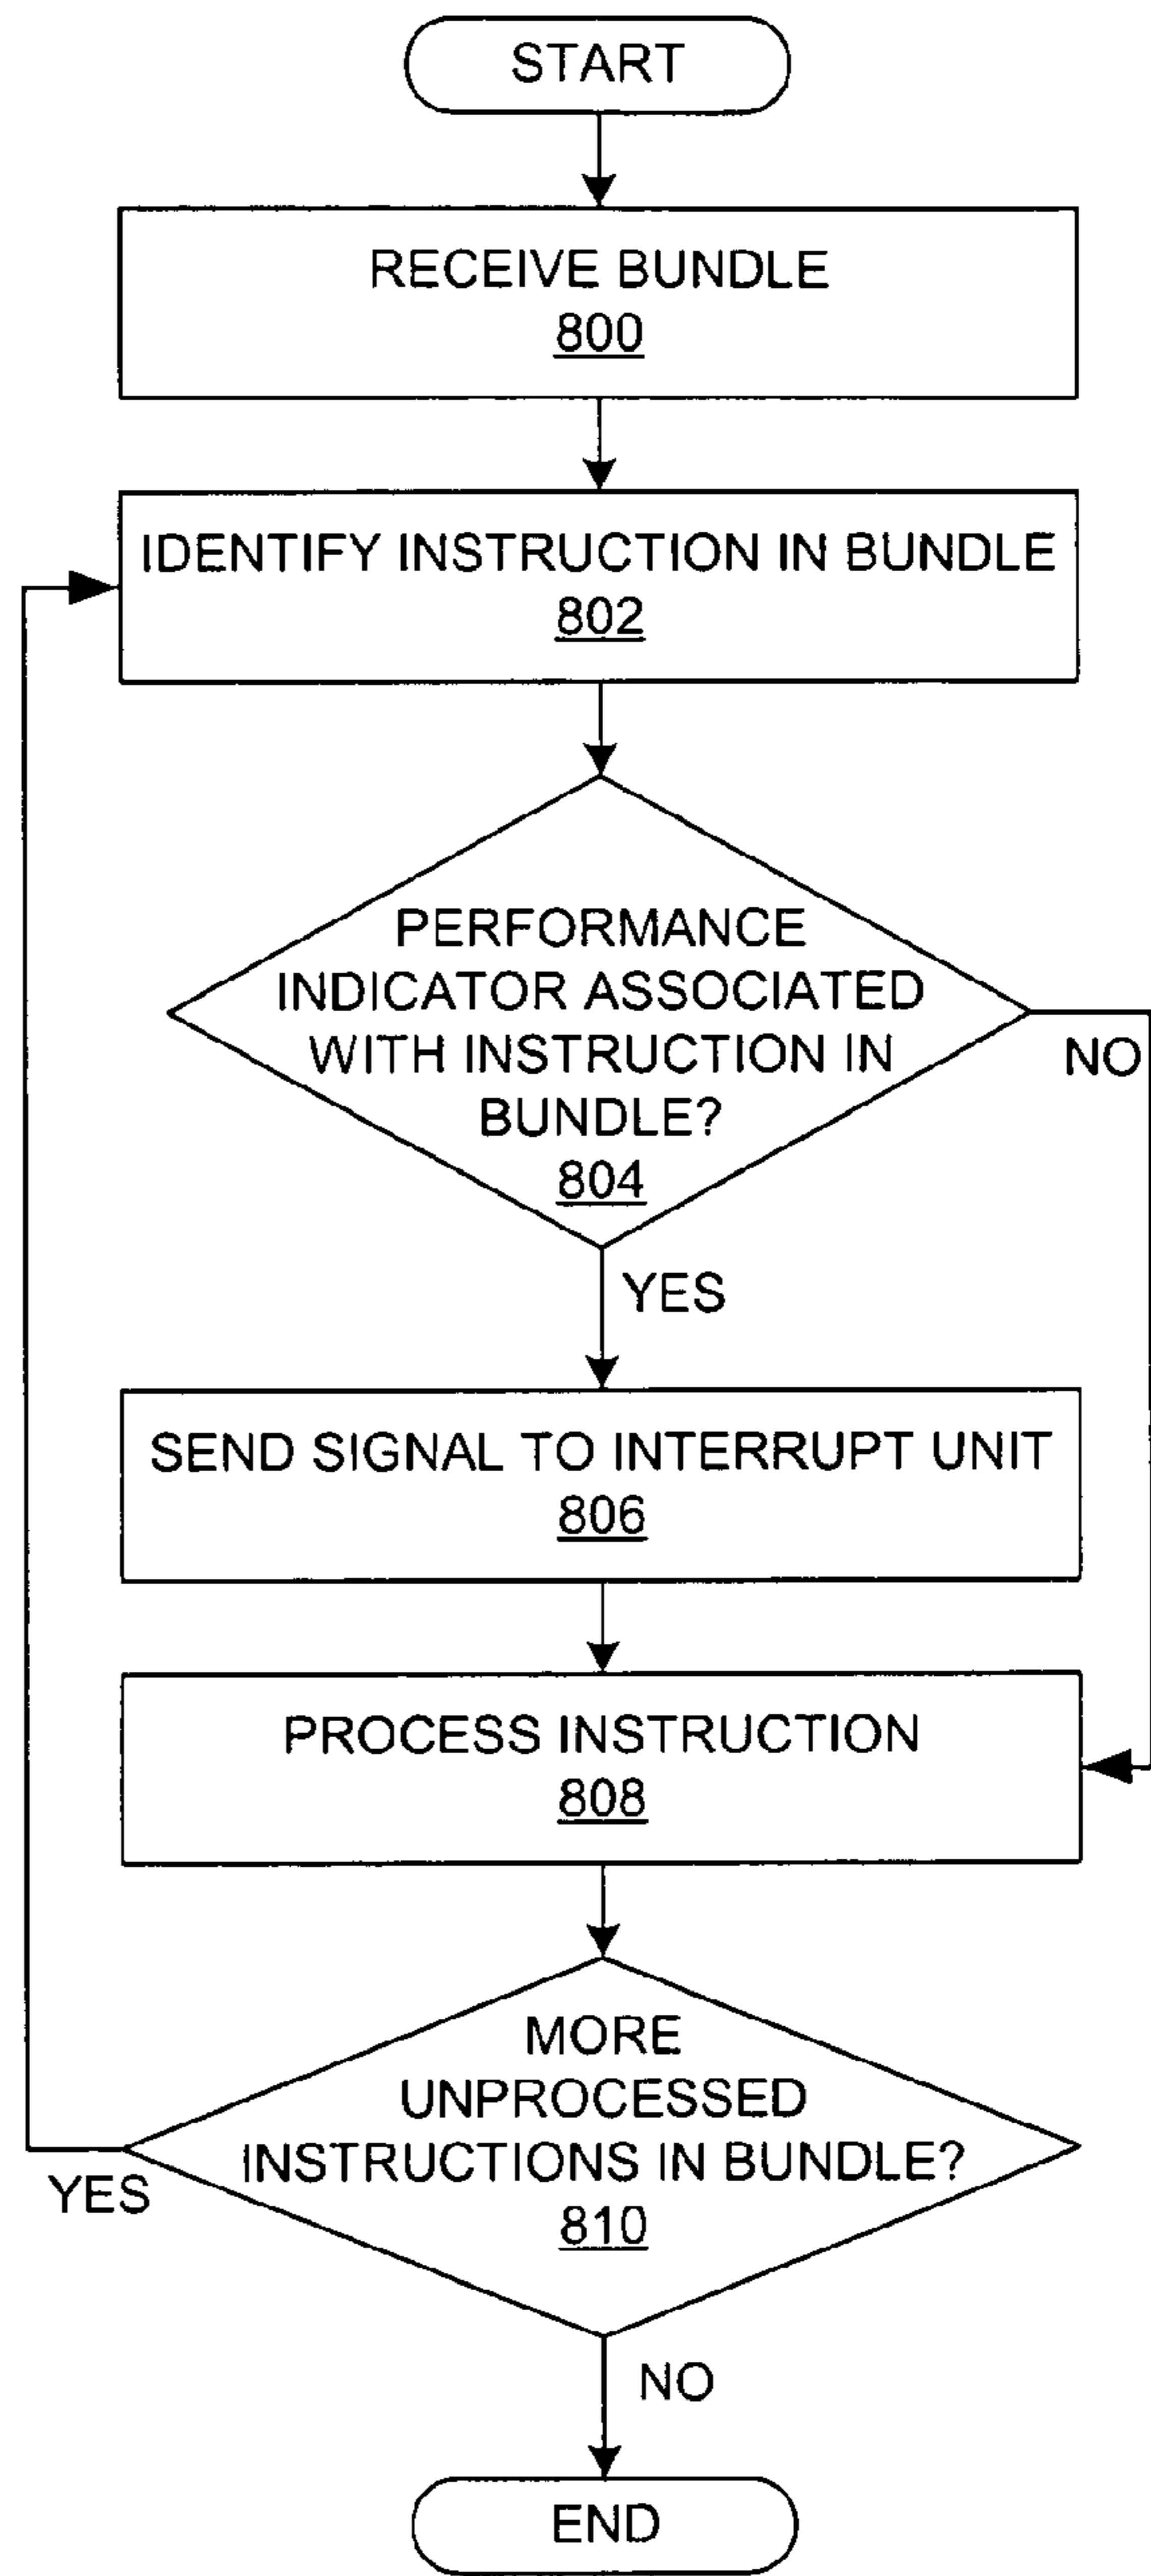 START
RECEIVE BUNDLE
800
IDENTIFY INSTRUCTION IN BUNDLE
802
PERFORMANCE
INDICATOR ASSOCIATED
WITH INSTRUCTION IN
BUNDLE?
804
NO
YES
SEND SIGNAL TO INTERRUPT UNIT
806
PROCESS INSTRUCTION
808
MORE
UNPROCESSED
INSTRUCTIONS IN BUNDLE?
810
YES
NO
END